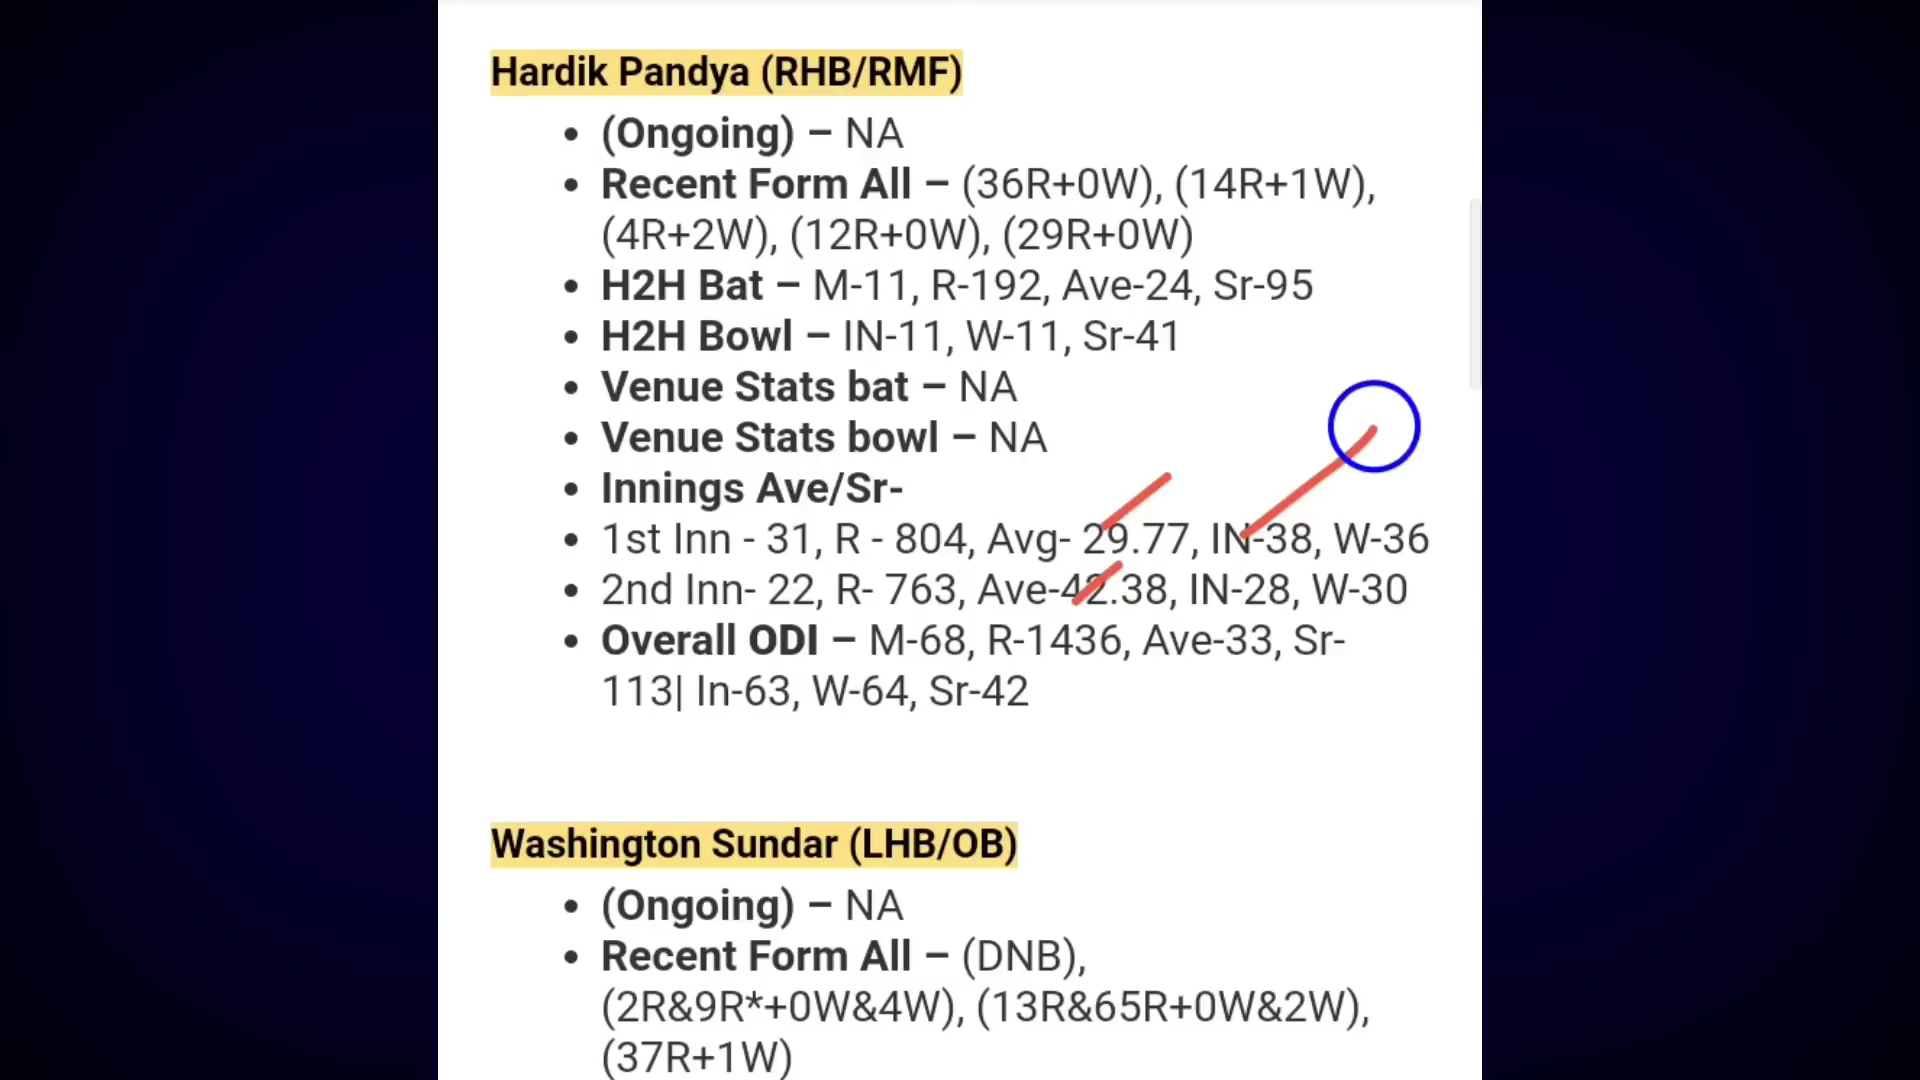 Hardik Pandya (RHB/RMF)
• (Ongoing) – NA
• Recent Form All – (36R+0W), (14R+1W),
(4R+2W), (12R+0W), (29R+0W)
• H2H Bat – M-11, R-192, Ave-24, Sr-95
• H2H Bowl – IN-11, W-11, Sr-41
• Venue Stats bat – NA
• Venue Stats bowl – NA
• Innings Ave/Sr-
• 1st Inn - 31, R - 804, Avg- 29.77, IN-38, W-36
• 2nd Inn- 22, R- 763, Ave-42.38, IN-28, W-30
• Overall ODI – M-68, R-1436, Ave-33, Sr-
113| In-63, W-64, Sr-42
Washington Sundar (LHB/OB)
• (Ongoing) – NA
• Recent Form All – (DNB),
(2R&9R*+0W&4W), (13R&65R+0W&2W),
(37R+1W)